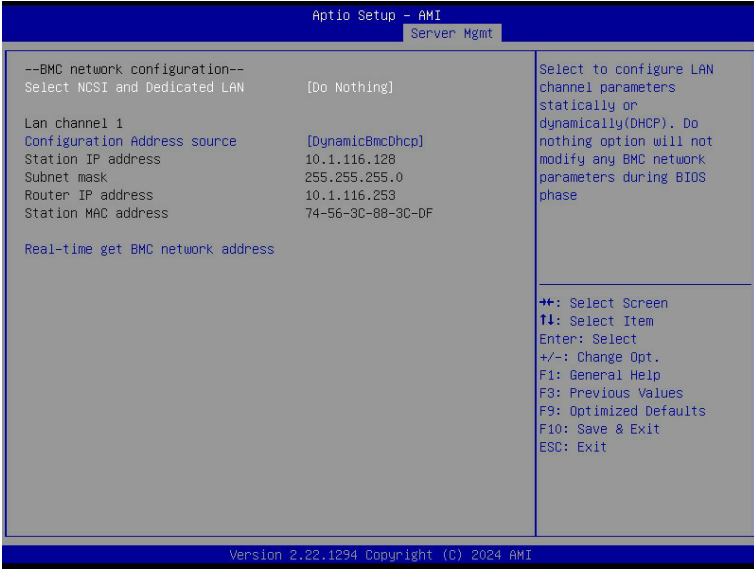 Aptio Setup - AMI
Server Mgmt
--BMC network configuration--
Select NCSI and Dedicated LAN [Do Nothing]
Lan channel 1
Configuration Address source [DynamicBmcDhcp]
Station IP address 10.1.116.128
Subnet mask 255.255.255.0
Router IP address 10.1.116.253
Station MAC address 74-56-3C-88-3C-DF
Real-time get BMC network address
Select to configure LAN
channel parameters
statically or
dynamically(DHCP). Do
nothing option will not
modify any BMC network
parameters during BIOS
phase
→←: Select Screen
↑↓: Select Item
Enter: Select
+/-: Change Opt.
F1: General Help
F3: Previous Values
F9: Optimized Defaults
F10: Save & Exit
ESC: Exit
Version 2.22.1294 Copyright (C) 2024 AMI